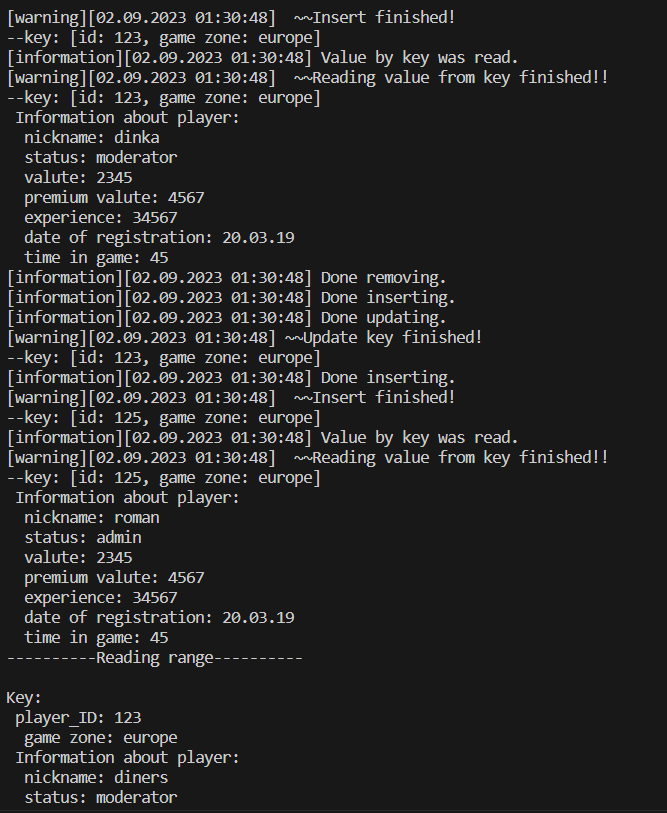 [warning][02.09.2023 01:30:48]  ~~Insert finished!
--key: [id: 123, game zone: europe]
[information][02.09.2023 01:30:48] Value by key was read.
[warning][02.09.2023 01:30:48]  ~~Reading value from key finished!!
--key: [id: 123, game zone: europe]
 Information about player:
  nickname: dinka
  status: moderator
  valute: 2345
  premium valute: 4567
  experience: 34567
  date of registration: 20.03.19
  time in game: 45
[information][02.09.2023 01:30:48] Done removing.
[information][02.09.2023 01:30:48] Done inserting.
[information][02.09.2023 01:30:48] Done updating.
[warning][02.09.2023 01:30:48] ~~Update key finished!
--key: [id: 123, game zone: europe]
[information][02.09.2023 01:30:48] Done inserting.
[warning][02.09.2023 01:30:48]  ~~Insert finished!
--key: [id: 125, game zone: europe]
[information][02.09.2023 01:30:48] Value by key was read.
[warning][02.09.2023 01:30:48]  ~~Reading value from key finished!!
--key: [id: 125, game zone: europe]
 Information about player:
  nickname: roman
  status: admin
  valute: 2345
  premium valute: 4567
  experience: 34567
  date of registration: 20.03.19
  time in game: 45
----------Reading range----------

Key:
 player_ID: 123
  game zone: europe
 Information about player:
  nickname: diners
  status: moderator